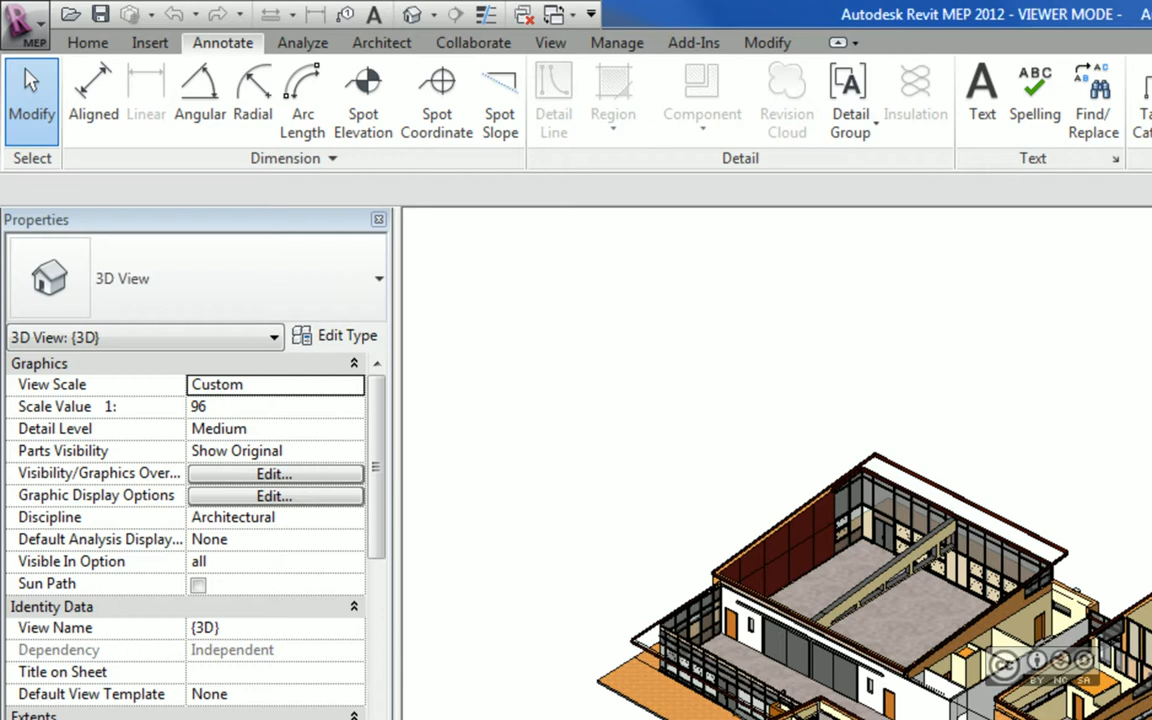 Autodesk Revit MEP 2012 - VIEWER MODE -
MEP
Home Insert Annotate Analyze Architect Collaborate View Manage Add-Ins Modify
Modify Aligned Linear Angular Radial Arc Length Spot Elevation Spot Coordinate Spot Slope Detail Line Region Component Revision Cloud Detail Group Insulation Text Spelling Find/ Replace
Select Dimension Detail Text
Properties
3D View
3D View: {3D} Edit Type
Graphics
View Scale Custom
Scale Value 1: 96
Detail Level Medium
Parts Visibility Show Original
Visibility/Graphics Over... Edit...
Graphic Display Options Edit...
Discipline Architectural
Default Analysis Display... None
Visible In Option all
Sun Path
Identity Data
View Name {3D}
Dependency Independent
Title on Sheet
Default View Template None
Extents
cc
BY NC SA